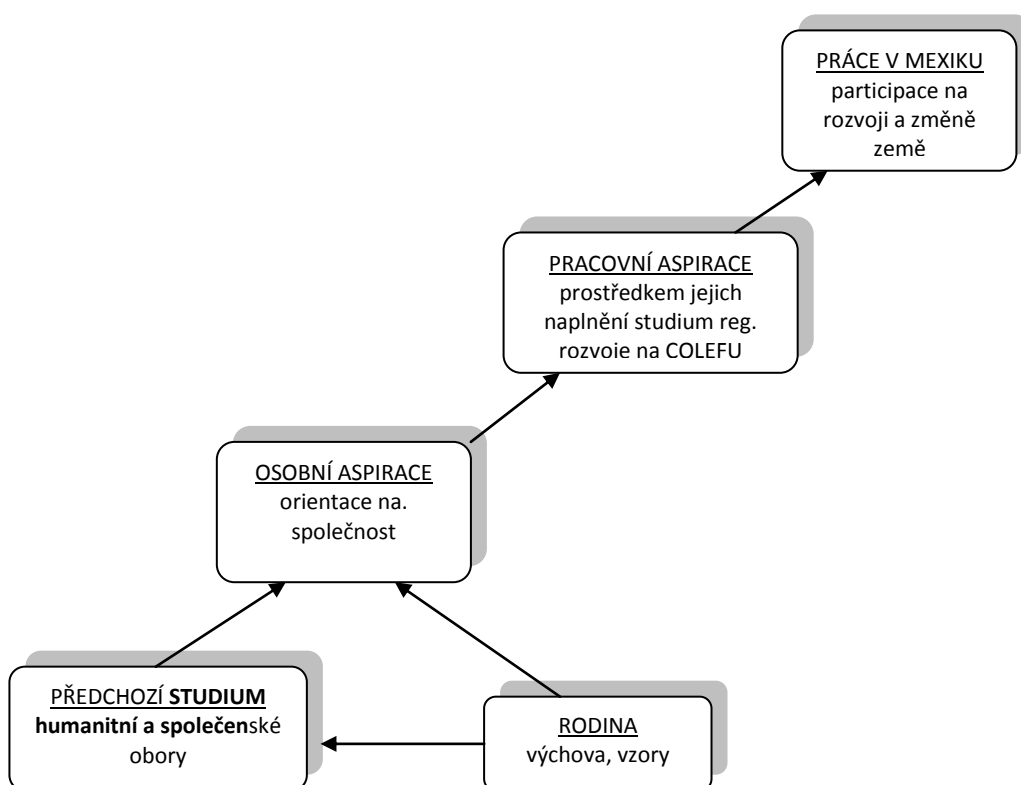 PRÁCE V MEXIKU
participace na
rozvoji a změně
země
PRACOVNÍ ASPIRACE
prostředkem jejich
naplnění studium reg.
rozvoje na COLEFU
OSOBNÍ ASPIRACE
orientace na.
společnost
PŘEDCHOZÍ STUDIUM
humanitní a společenské
obory
RODINA
výchova, vzory